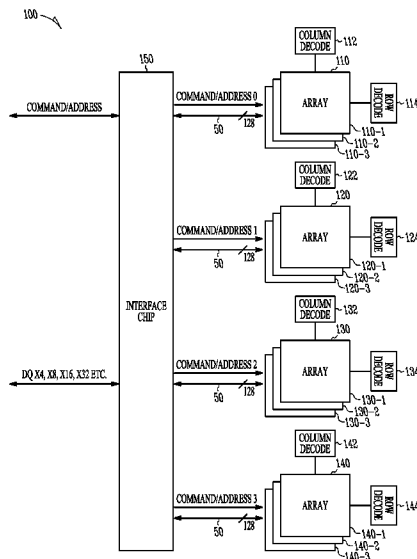 100
150
COMMAND/ADDRESS
DQ X4, X8, X16, X32 ETC.
INTERFACE
CHIP
COLUMN
DECODE
112
110
COMMAND/ADDRESS 0
50
128
ARRAY
ROW
DECODE
114
110-1
110-2
110-3
COLUMN
DECODE
122
120
COMMAND/ADDRESS 1
50
128
ARRAY
ROW
DECODE
124
120-1
120-2
120-3
COLUMN
DECODE
132
130
COMMAND/ADDRESS 2
50
128
ARRAY
ROW
DECODE
134
130-1
130-2
130-3
COLUMN
DECODE
142
140
COMMAND/ADDRESS 3
50
128
ARRAY
ROW
DECODE
144
140-1
140-2
140-3